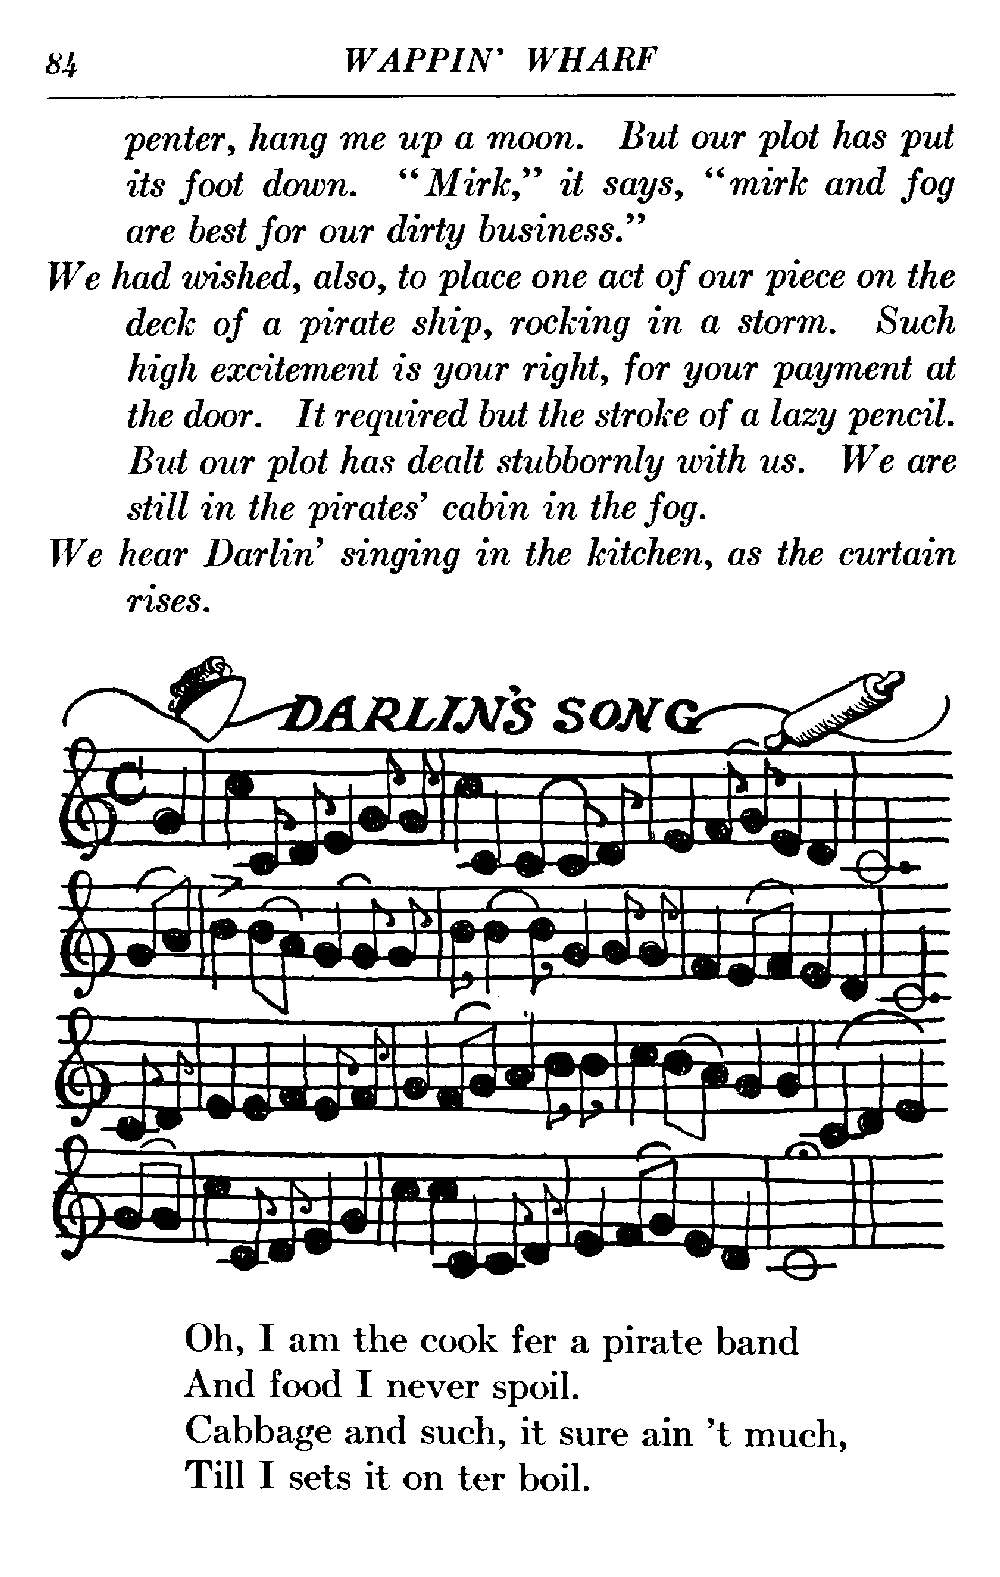 84
WAPPIN' WHARF
penter, hang me up a moon. But our plot has put
its foot down. “Mirk,” it says, “mirk and fog
are best for our dirty business.”
We had wished, also, to place one act of our piece on the
deck of a pirate ship, rocking in a storm. Such
high excitement is your right, for your payment at
the door. It required but the stroke of a lazy pencil.
But our plot has dealt stubbornly with us. We are
still in the pirates’ cabin in the fog.
We hear Darlin’ singing in the kitchen, as the curtain
rises.
DARLIN'S SONG
Oh, I am the cook fer a pirate band
And food I never spoil.
Cabbage and such, it sure ain ’t much,
Till I sets it on ter boil.